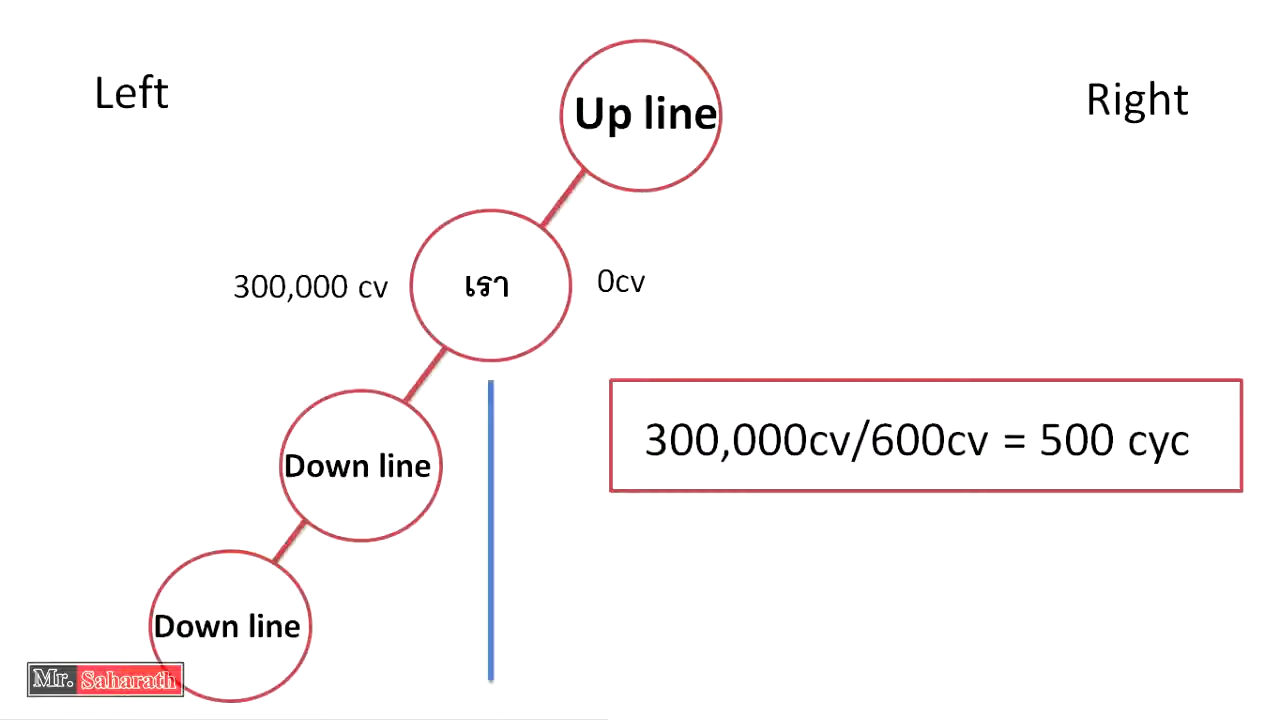 Left
Up line
Right
300,000 cv
เรา
0cv
300,000cv/600cv = 500 cyc
Down line
Down line
Mr. Saharath